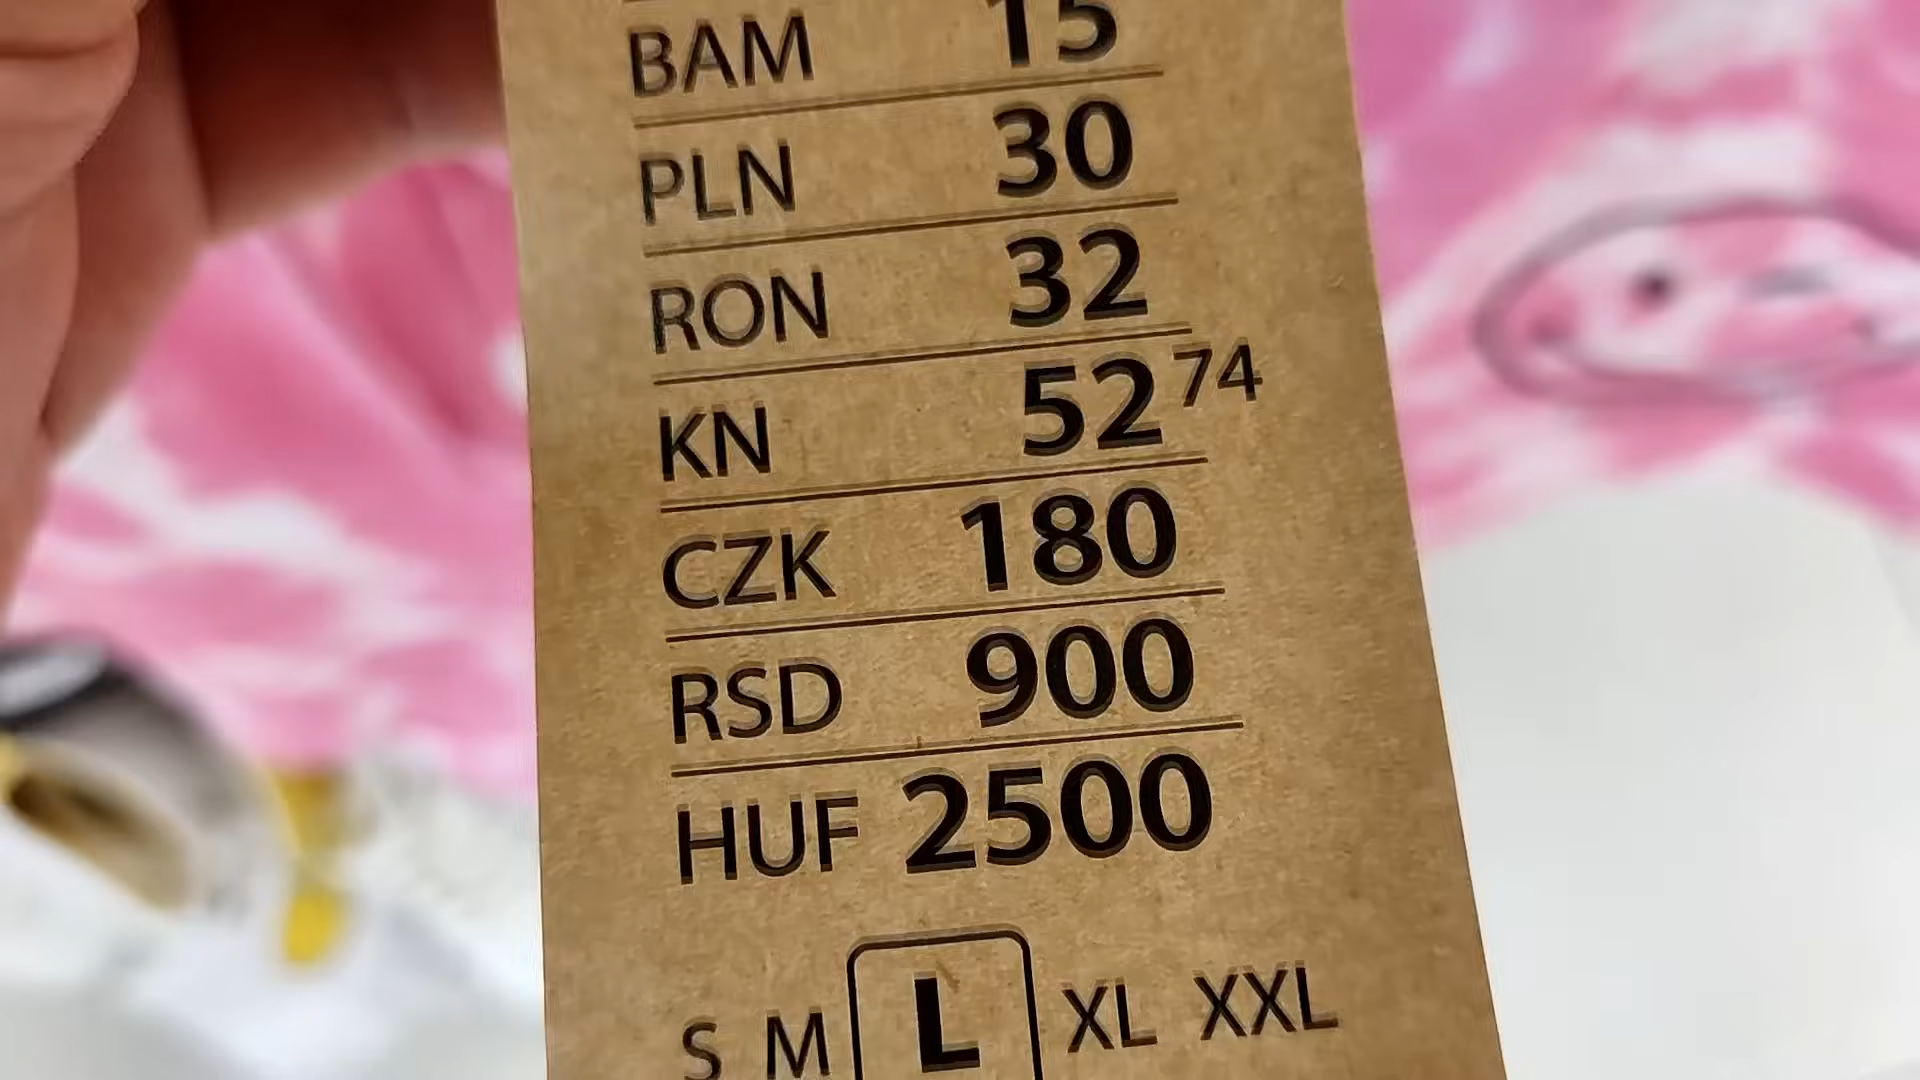 BAM 15
PLN 30
RON 32
KN 52 74
CZK 180
RSD 900
HUF 2500
S M L XL XXL